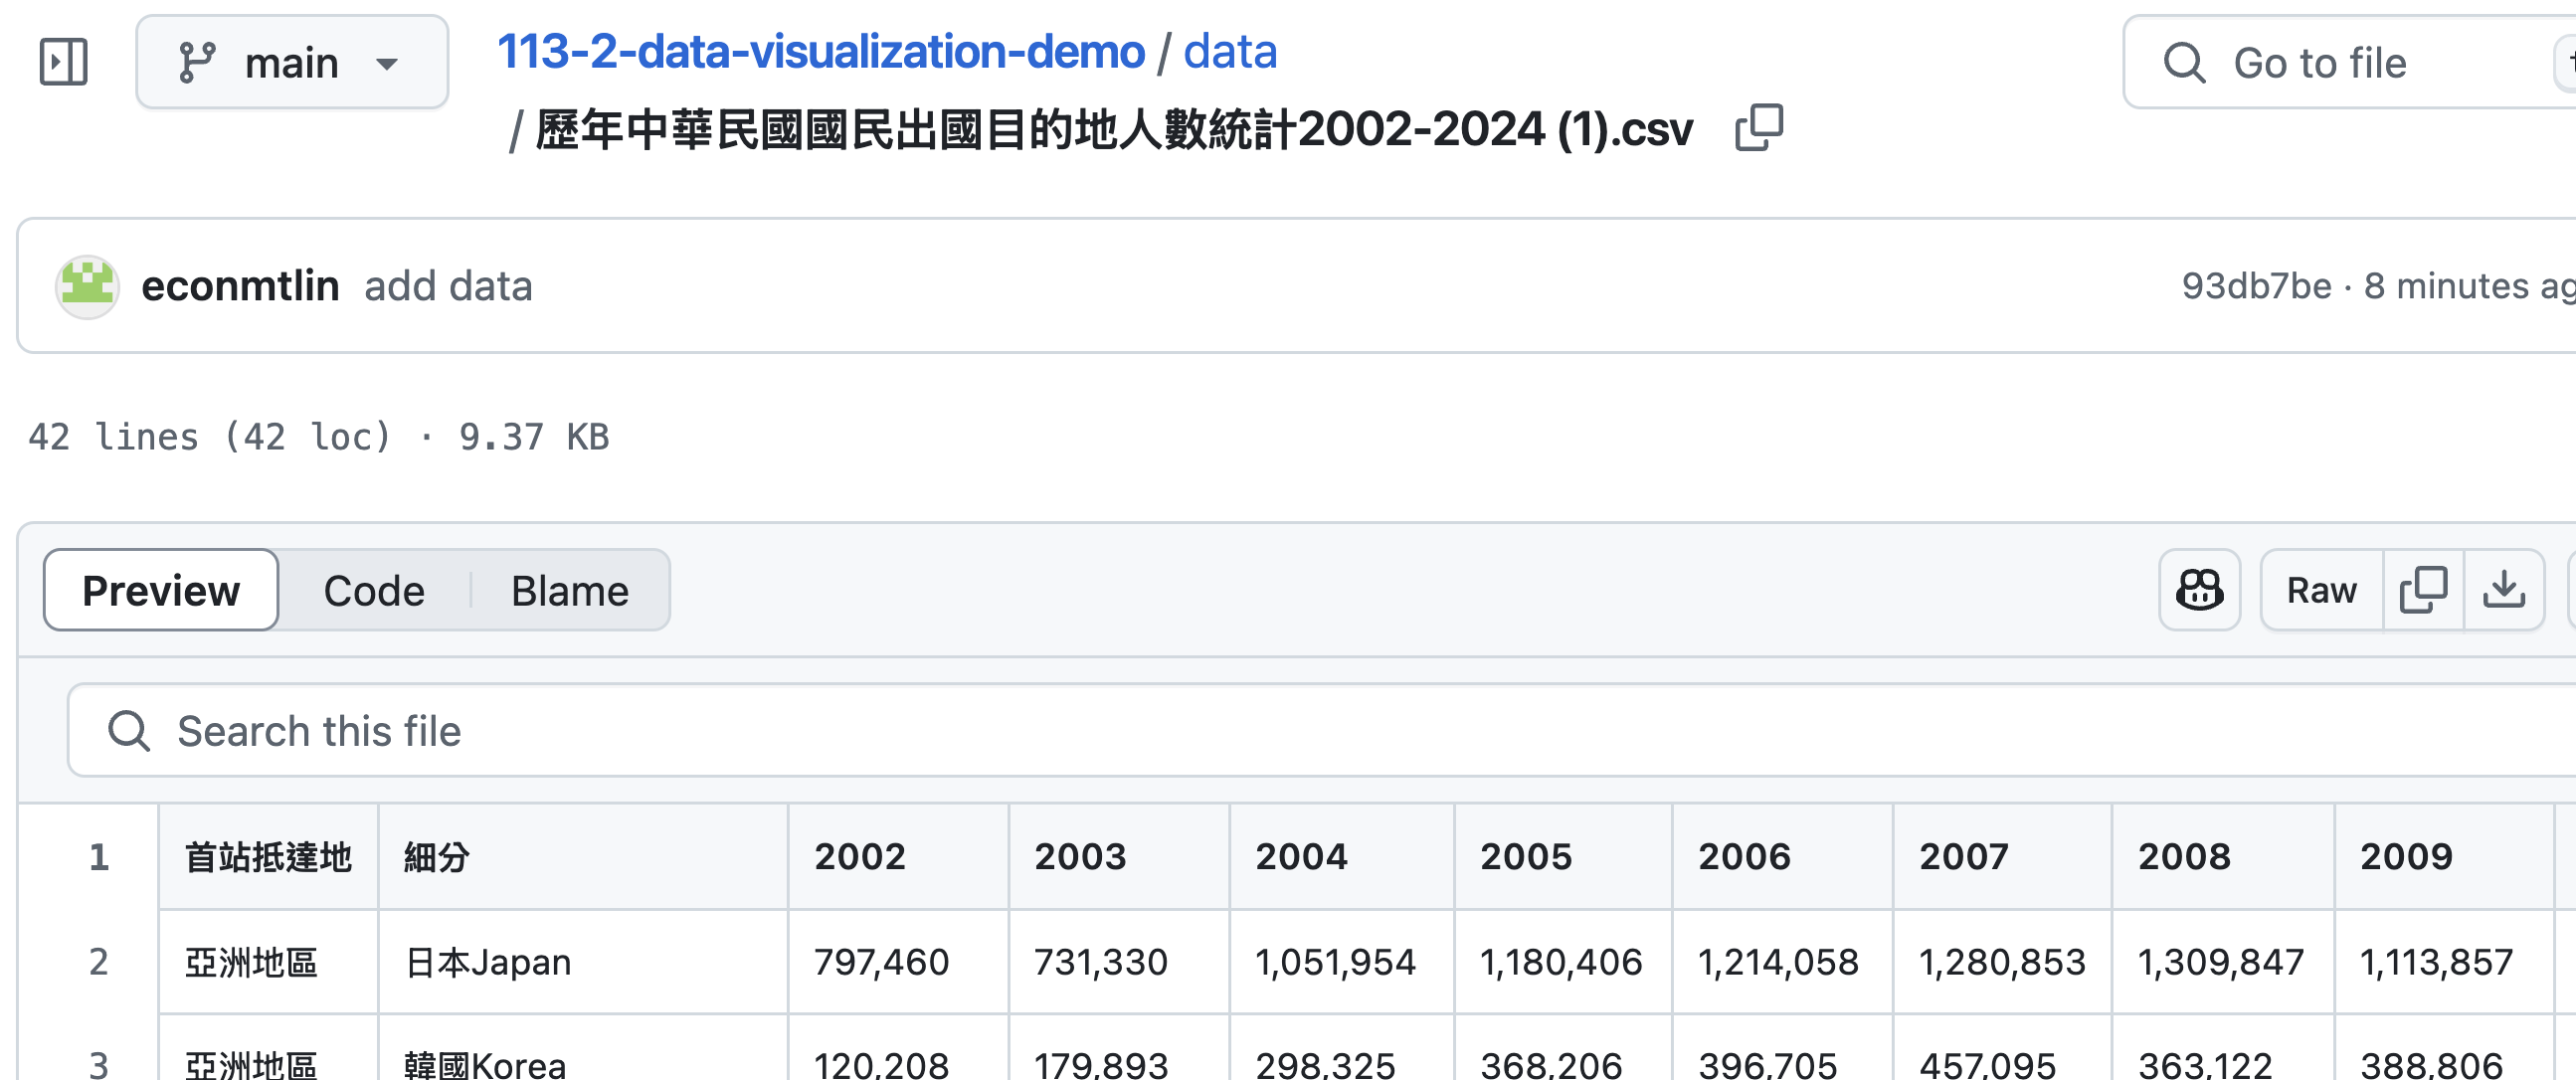 main
113-2-data-visualization-demo / data
/ 歷年中華民國國民出國目的地人數統計2002-2024 (1).csv
Go to file
econmtlin add data
93db7be · 8 minutes ag
42 lines (42 loc) · 9.37 KB
Preview Code Blame
Raw
Search this file
1 首站抵達地 細分 2002 2003 2004 2005 2006 2007 2008 2009
2 亞洲地區 日本Japan 797,460 731,330 1,051,954 1,180,406 1,214,058 1,280,853 1,309,847 1,113,857
3 亞洲地區 韓國Korea 120,208 179,893 298,325 368,206 396,705 457,095 363,122 388,806